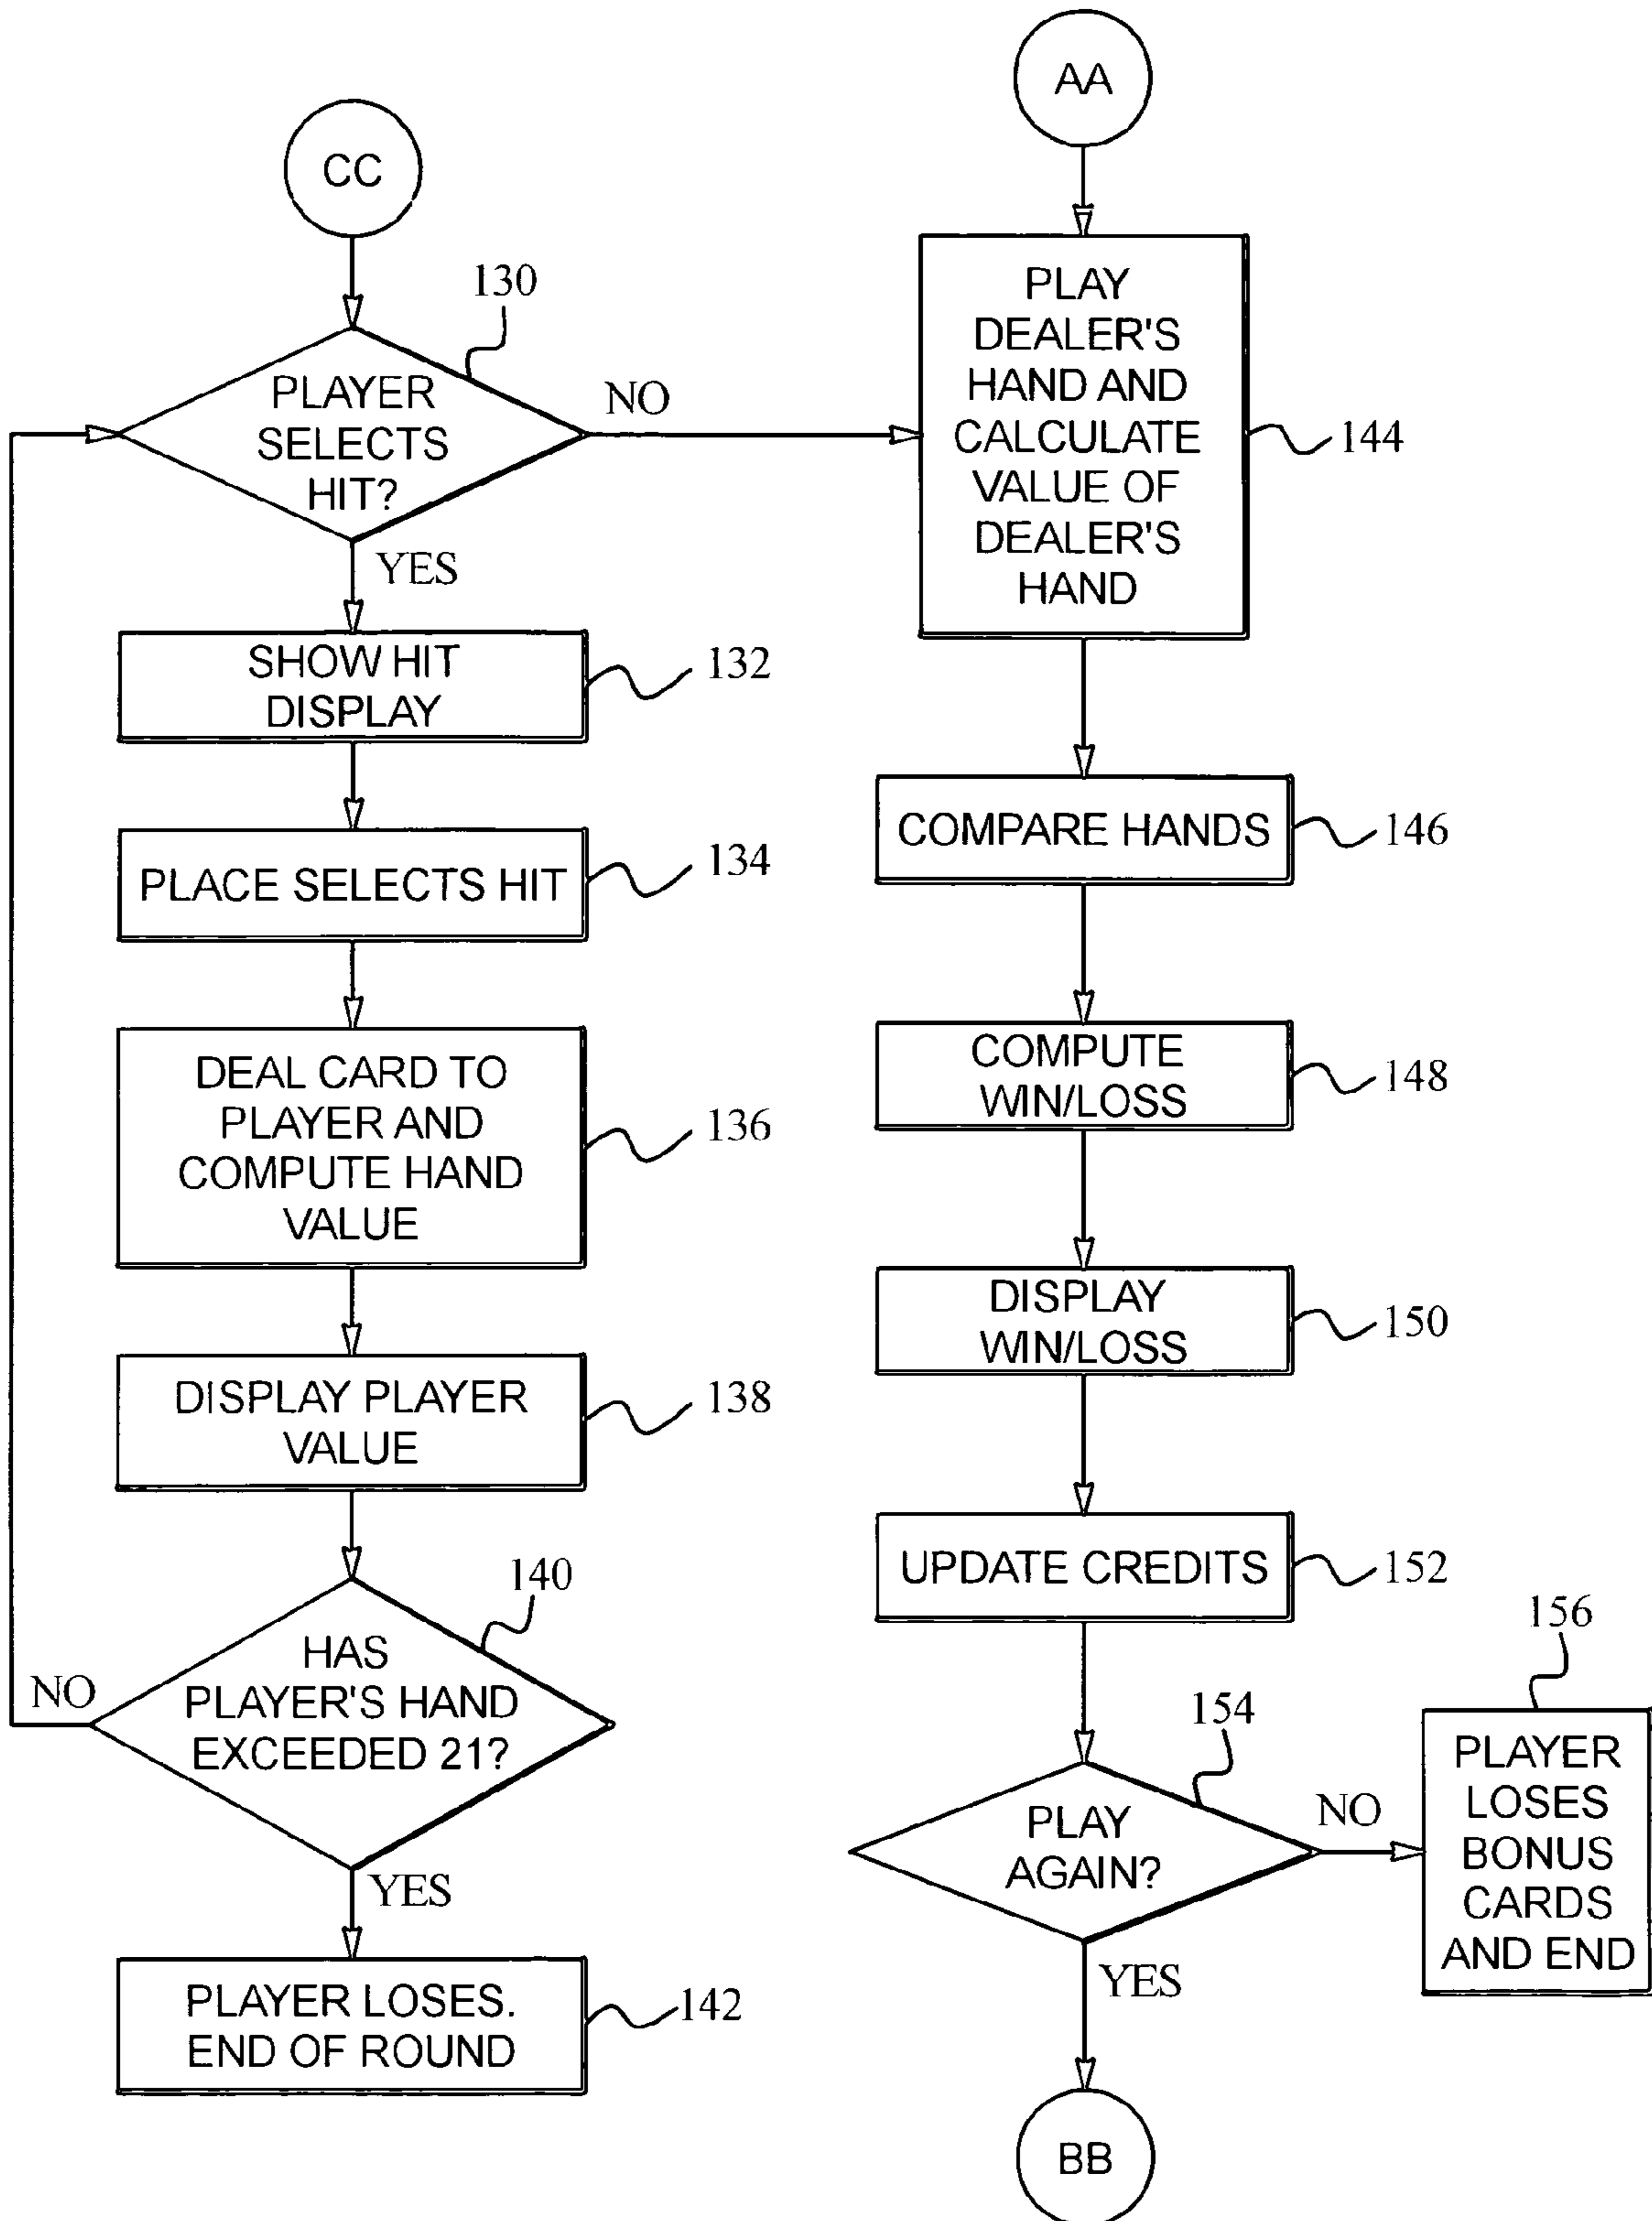 CC
130
PLAYER
SELECTS
HIT?
NO
YES
SHOW HIT
DISPLAY
132
PLACE SELECTS HIT
134
DEAL CARD TO
PLAYER AND
COMPUTE HAND
VALUE
136
DISPLAY PLAYER
VALUE
138
140
HAS
PLAYER'S HAND
EXCEEDED 21?
NO
YES
PLAYER LOSES.
END OF ROUND
142
AA
PLAY
DEALER'S
HAND AND
CALCULATE
VALUE OF
DEALER'S
HAND
144
COMPARE HANDS
146
COMPUTE
WIN/LOSS
148
DISPLAY
WIN/LOSS
150
UPDATE CREDITS
152
154
PLAY
AGAIN?
NO
156
PLAYER
LOSES
BONUS
CARDS
AND END
YES
BB